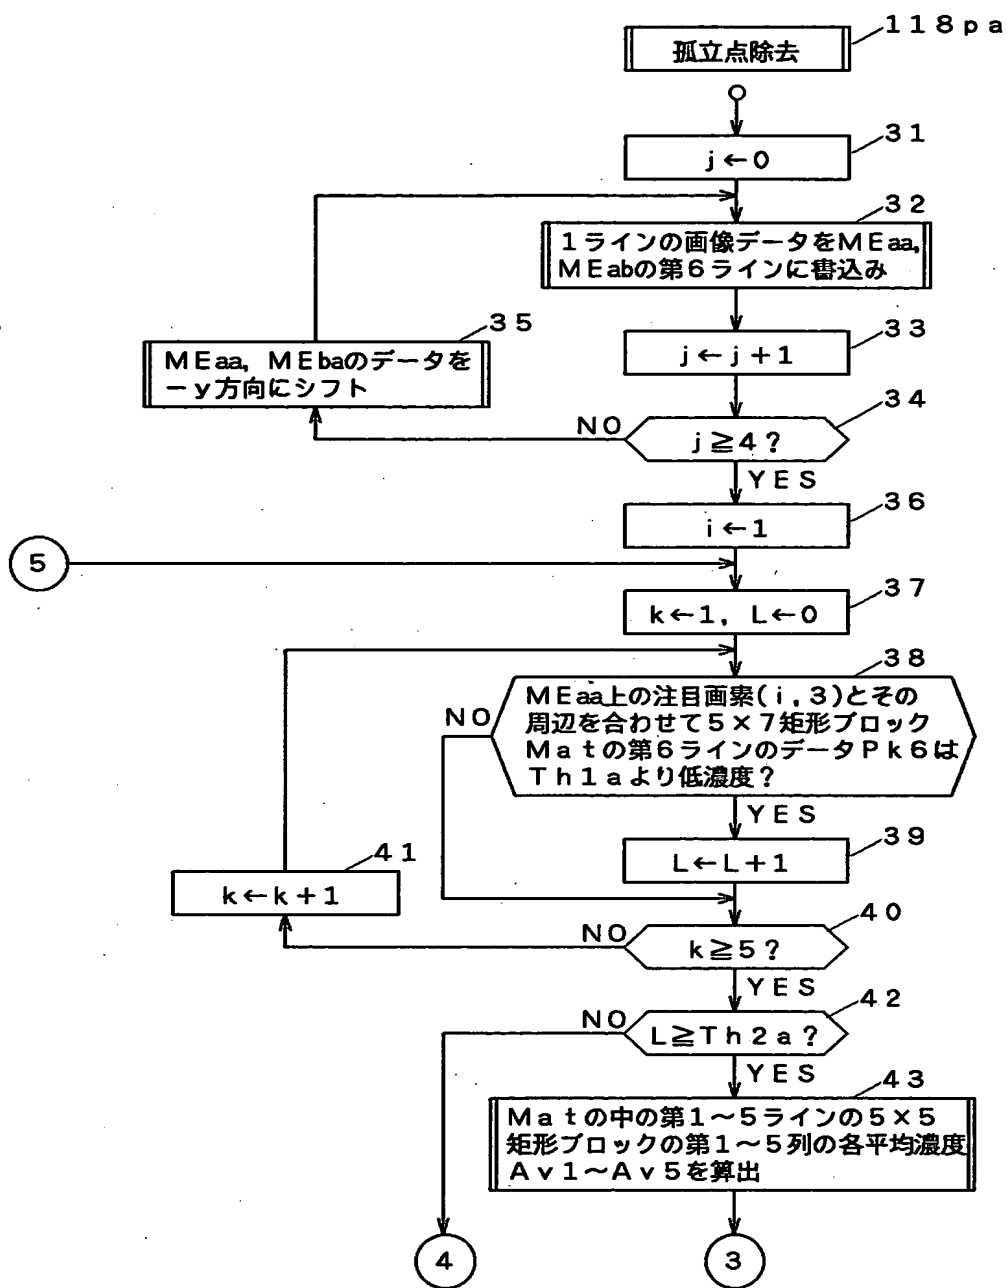 118pa
孤立点除去
31
j←0
32
1ラインの画像データをMEaa,
MEabの第6ラインに書込み
35
MEaa, MEbaのデータを
-y方向にシフト
33
j←j+1
34
NO
j≧4?
YES
36
i←1
5
37
k←1, L←0
38
NO
MEaa上の注目画素(i,3)とその
周辺を合わせて5×7矩形ブロック
Matの第6ラインのデータPk6は
Th1aより低濃度?
YES
39
L←L+1
41
k←k+1
40
NO
k≧5?
YES
42
NO
L≧Th2a?
YES
43
Matの中の第1~5ラインの5×5
矩形ブロックの第1~5列の各平均濃度
Av1~Av5を算出
4
3